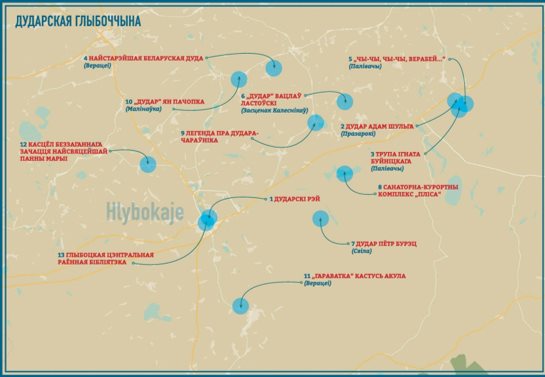 ДУДАРСКАЯ ГЛЫБОЧЧЫНА
4 НАЙСТАРЭЙШАЯ БЕЛАРУСКАЯ ДУДА
(Верацеі)
5 „ЧЫ-ЧЫ, ЧЫ-ЧЫ, ВЕРАБЕЙ...“
(Палівачы)
10 „ДУДАР“ ЯН ПАЧОПКА
(Малінаўка)
6 „ДУДАР“ ВАЦЛАЎ
ЛАСТОЎСКІ
(Засценак Калеснікаў)
2 ДУДАР АДАМ ШУЛЬГА
(Празарокі)
9 ЛЕГЕНДА ПРА ДУДАРА-
ЧАРАЎНІКА
12 КАСЦЁЛ БЕЗЗАГАННАГА
ЗАЧАЦЦЯ НАЙСВЯЦЕЙШАЙ
ПАННЫ МАРЫІ
3 ТРУПА ІГНАТА
БУЙНІЦКАГА
(Палівачы)
8 САНАТОРНА-КУРОРТНЫ
КОМПЛЕКС „ПЛІСА“
1 ДУДАРСКІ РЭЙ
Hlybokaje
7 ДУДАР ПЁТР БУРЭЦ
(Свіла)
13 ГЛЫБОЦКАЯ ЦЭНТРАЛЬНАЯ
РАЁННАЯ БІБЛІЯТЭКА
11 „ГАРАВАТКА“ КАСТУСЬ АКУЛА
(Верацеі)